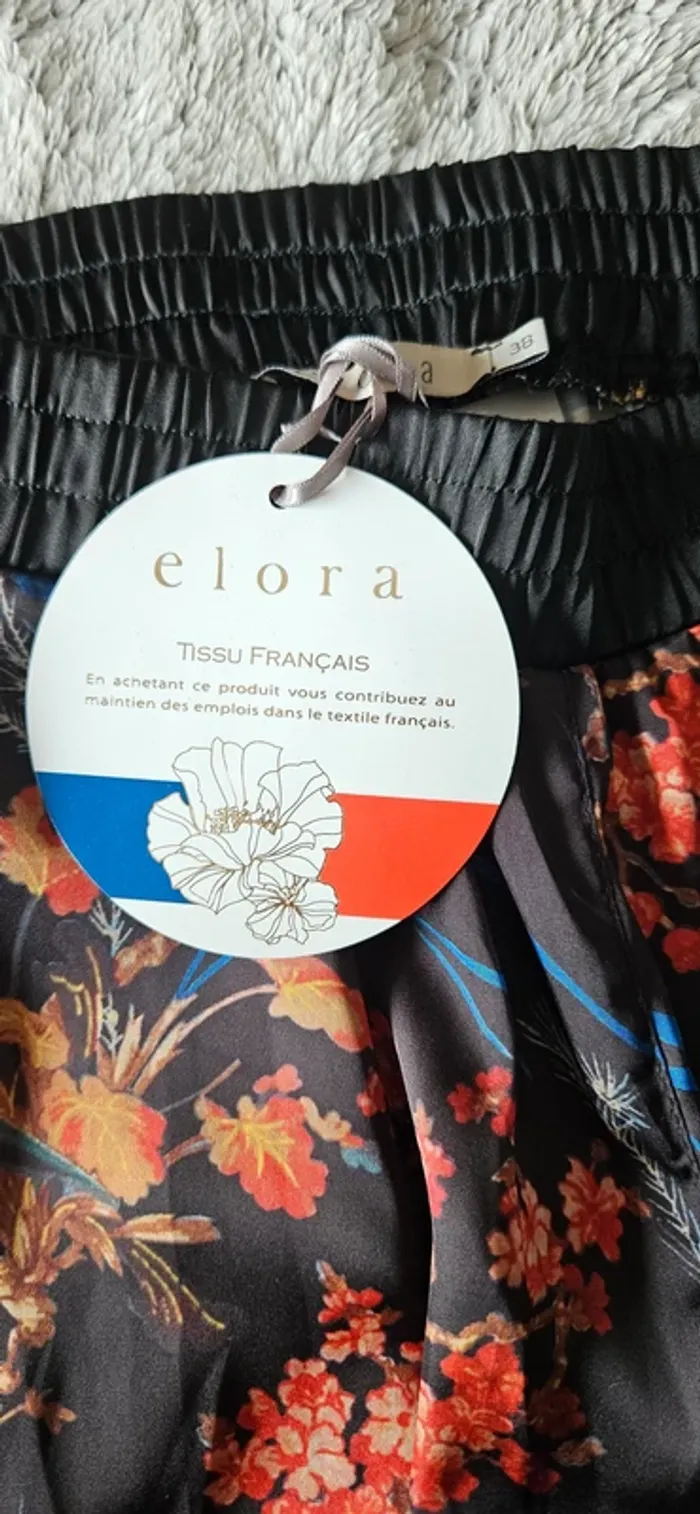 38
elora
TISSU FRANÇAIS
En achetant ce produit vous contribuez au
maintien des emplois dans le textile français.